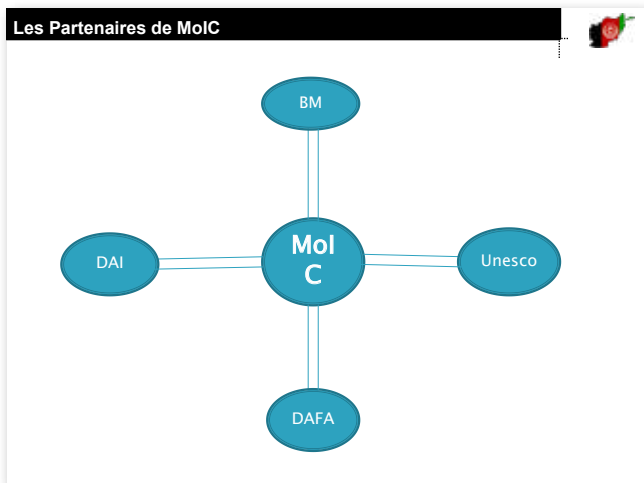 Les Partenaires de MoIC
BM
DAI
MoI
C
Unesco
DAFA